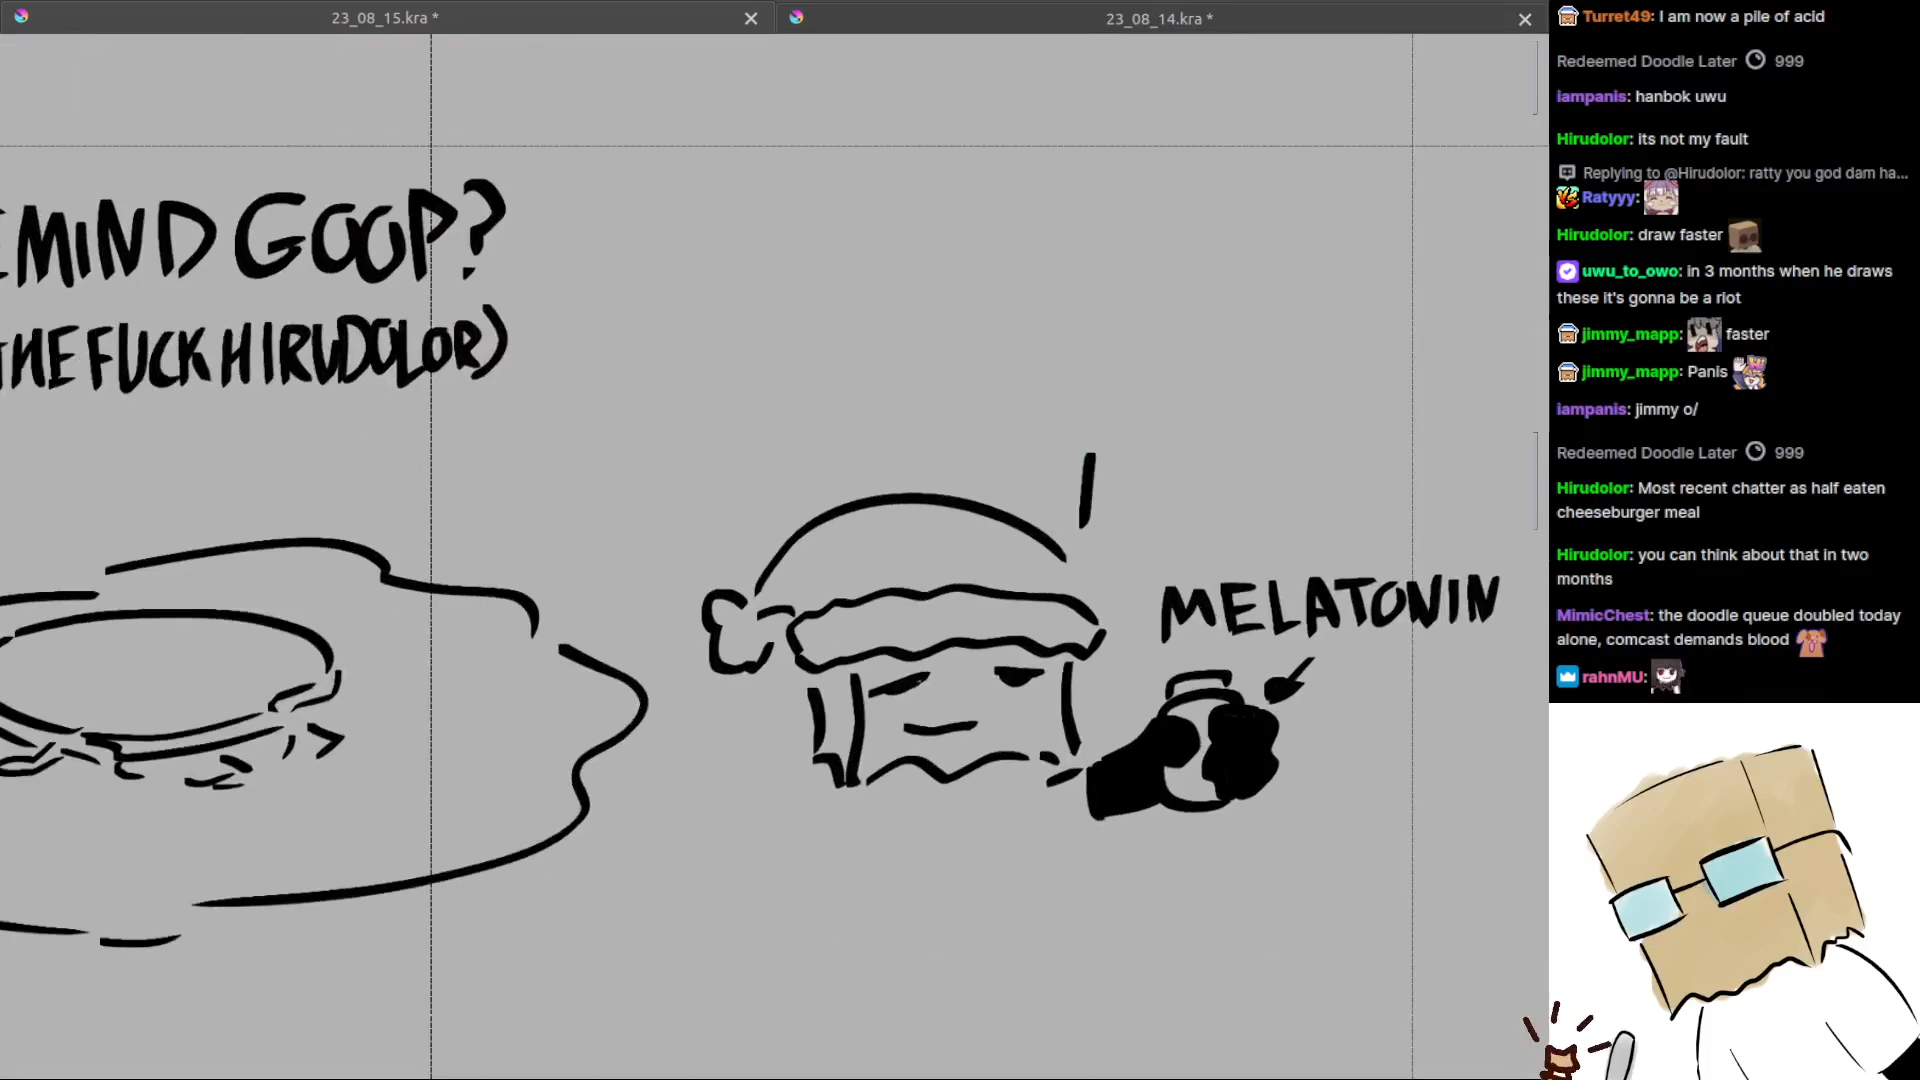 23_08_15.kra *
23_08_14.kra *
EMIND GOOP?
THE FUCK HIRUDOLOR)
MELATONIN
Turret49: I am now a pile of acid
Redeemed Doodle Later 999
iampanis: hanbok uwu
Hirudolor: its not my fault
Replying to @Hirudolor: ratty you god dam ha...
Ratyyy:
Hirudolor: draw faster
uwu_to_owo: in 3 months when he draws
these it's gonna be a riot
jimmy_mapp: faster
jimmy_mapp: Panis
iampanis: jimmy o/
Redeemed Doodle Later 999
Hirudolor: Most recent chatter as half eaten
cheeseburger meal
Hirudolor: you can think about that in two
months
MimicChest: the doodle queue doubled today
alone, comcast demands blood
rahnMU: